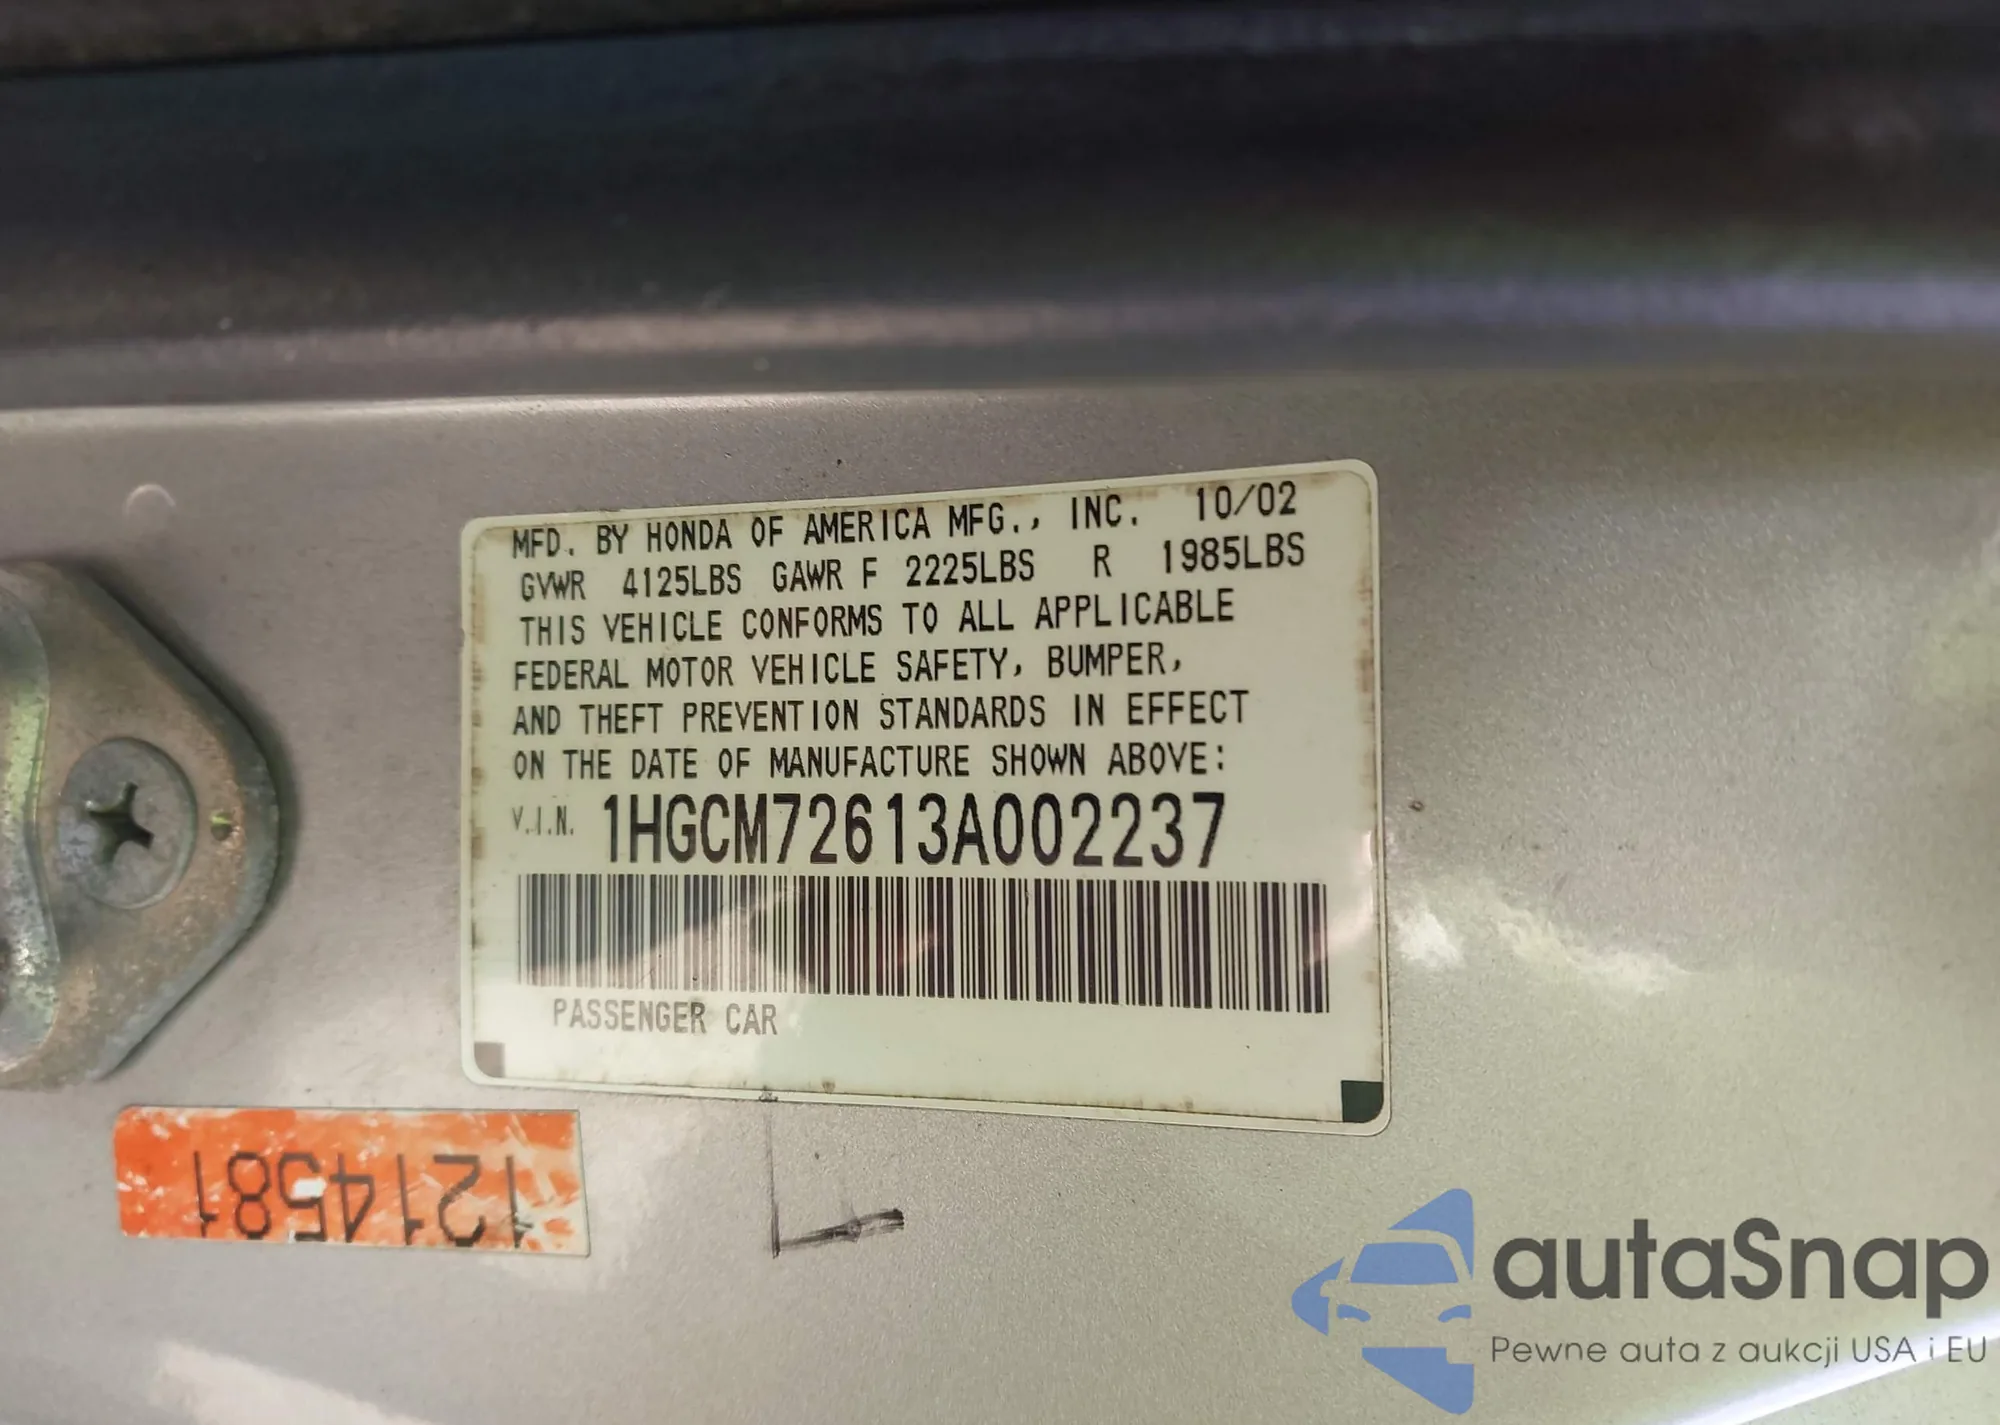 MFD. BY HONDA OF AMERICA MFG., INC. 10/02
GVWR 4125LBS GAWR F 2225LBS R 1985LBS
THIS VEHICLE CONFORMS TO ALL APPLICABLE
FEDERAL MOTOR VEHICLE SAFETY, BUMPER,
AND THEFT PREVENTION STANDARDS IN EFFECT
ON THE DATE OF MANUFACTURE SHOWN ABOVE:
V.I.N. 1HGCM72613A002237
PASSENGER CAR
1214581
autaSnap
Pewne auta z aukcji USA i EU